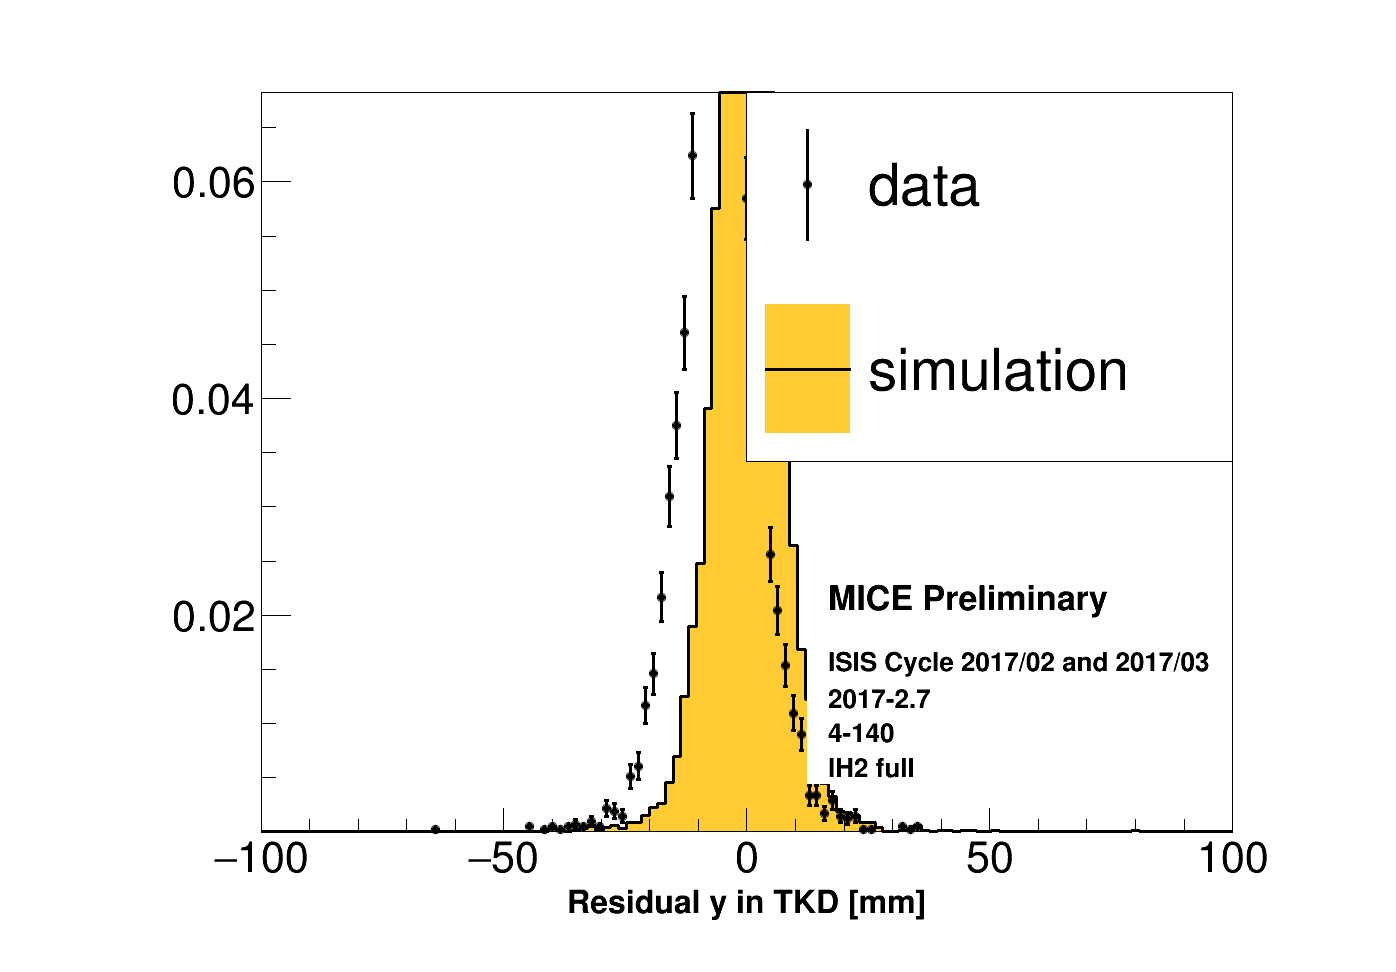 0.06
0.04
0.02
data
simulation
MICE Preliminary
ISIS Cycle 2017/02 and 2017/03
2017-2.7
4-140
IH2 full
−100 −50 0 50 100
Residual y in TKD [mm]